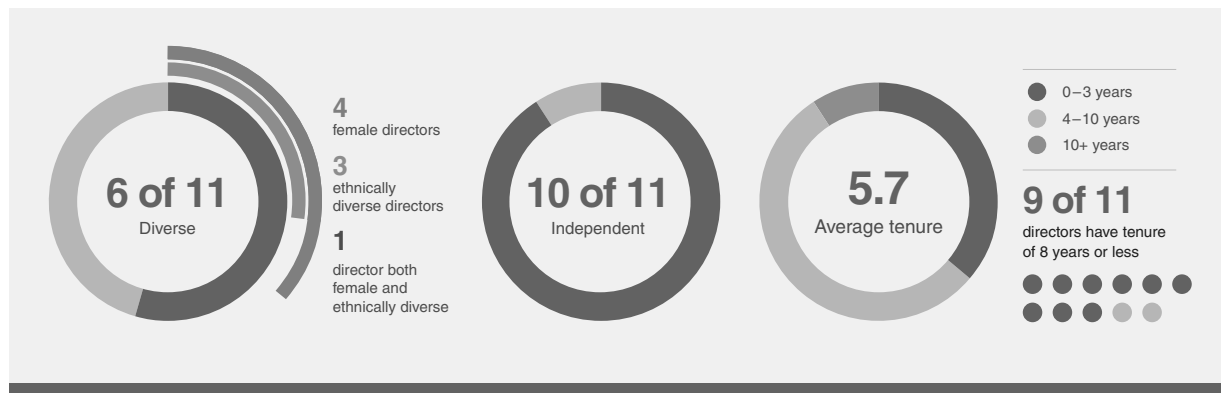 6 of 11
Diverse
4
female directors
3
ethnically
diverse directors
1
director both
female and
ethnically diverse
10 of 11
Independent
5.7
Average tenure
0–3 years
4–10 years
10+ years
9 of 11
directors have tenure
of 8 years or less